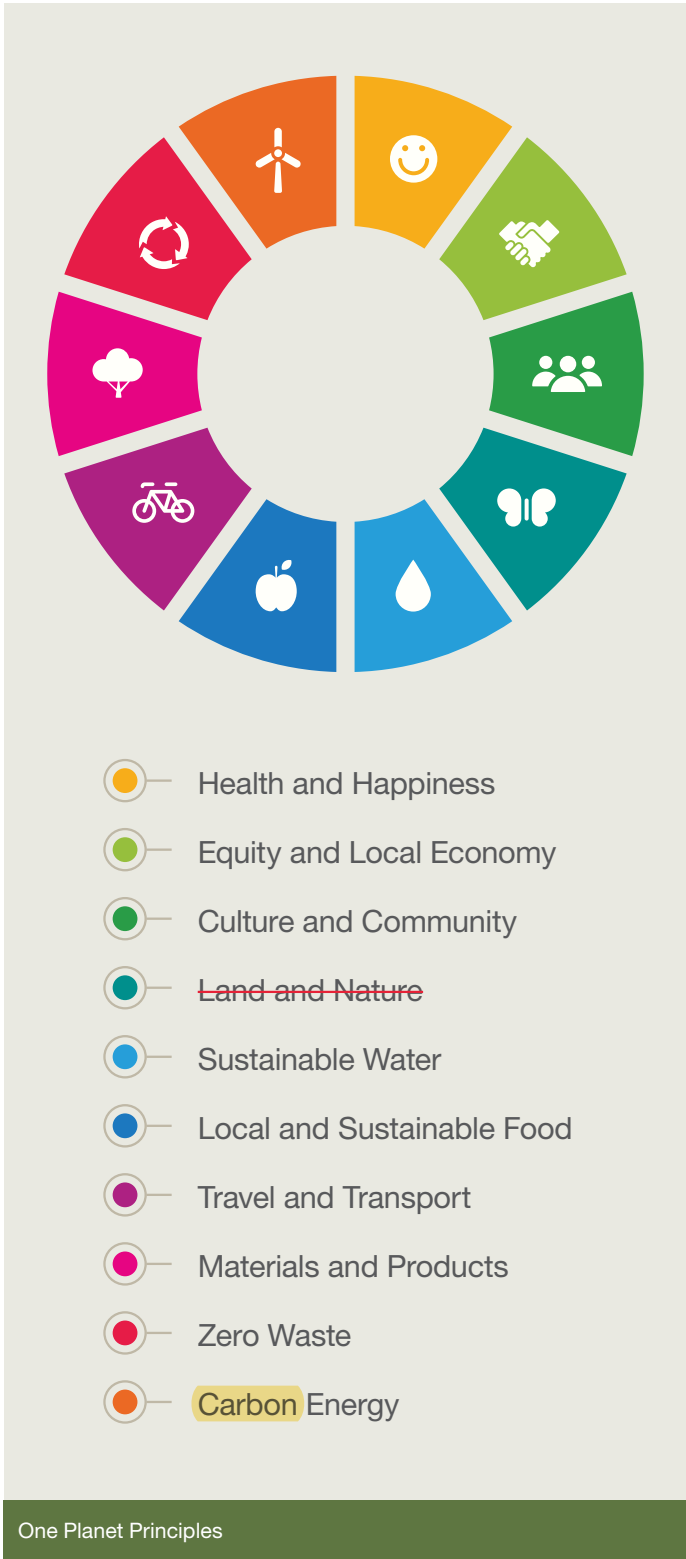 Health and Happiness
Equity and Local Economy
Culture and Community
Land and Nature
Sustainable Water
Local and Sustainable Food
Travel and Transport
Materials and Products
Zero Waste
Carbon Energy
One Planet Principles